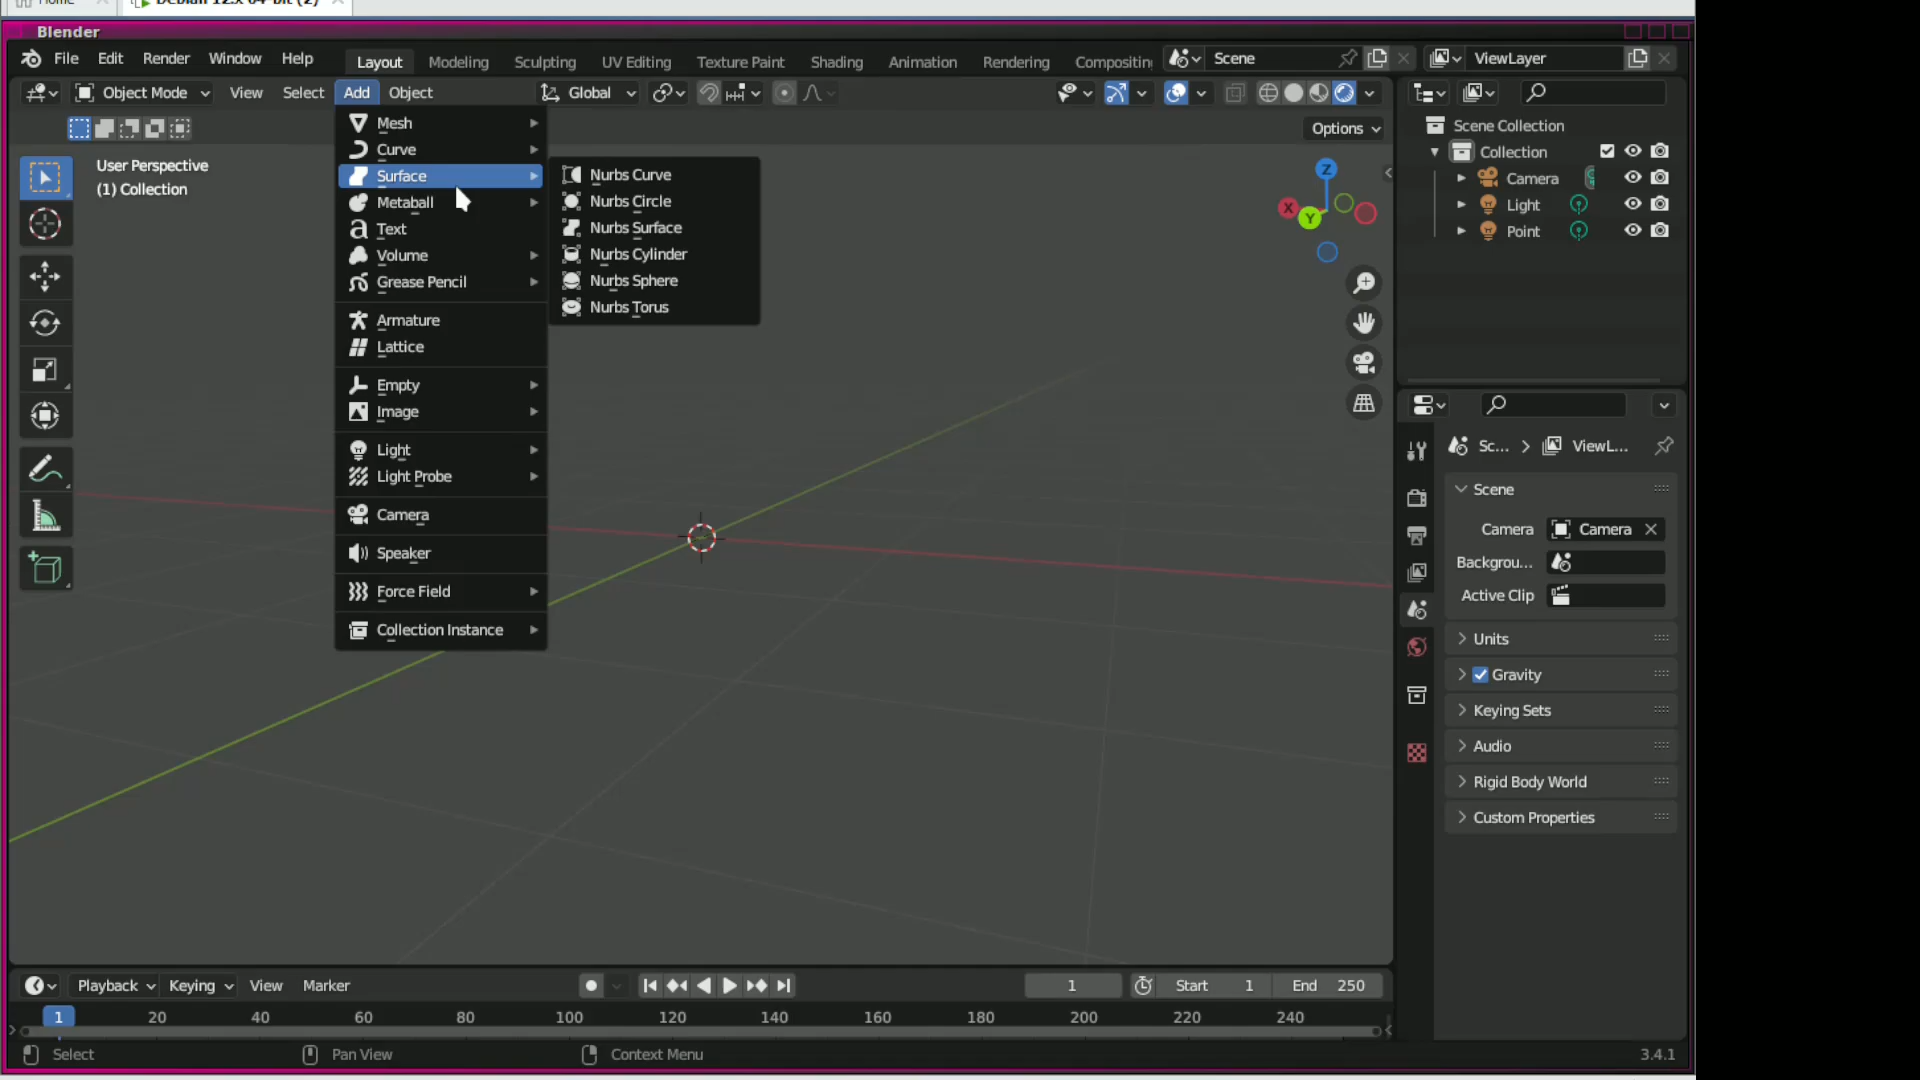 Home
Debian 12.x 64-bit (2)
Blender
File Edit Render Window Help Layout Modeling Sculpting UV Editing Texture Paint Shading Animation Rendering Compositin Scene ViewLayer
Object Mode View Select Add Object Global
Options
User Perspective
(1) Collection
Mesh
Curve
Surface
Metaball
Text
Volume
Grease Pencil
Armature
Lattice
Empty
Image
Light
Light Probe
Camera
Speaker
Force Field
Collection Instance
Nurbs Curve
Nurbs Circle
Nurbs Surface
Nurbs Cylinder
Nurbs Sphere
Nurbs Torus
Z
X
Y
Scene Collection
Collection
Camera
Light
Point
Sc... ViewL...
Scene
Camera Camera
Backgrou...
Active Clip
Units
Gravity
Keying Sets
Audio
Rigid Body World
Custom Properties
Playback Keying View Marker 1 Start 1 End 250
1 20 40 60 80 100 120 140 160 180 200 220 240
Select Pan View Context Menu 3.4.1